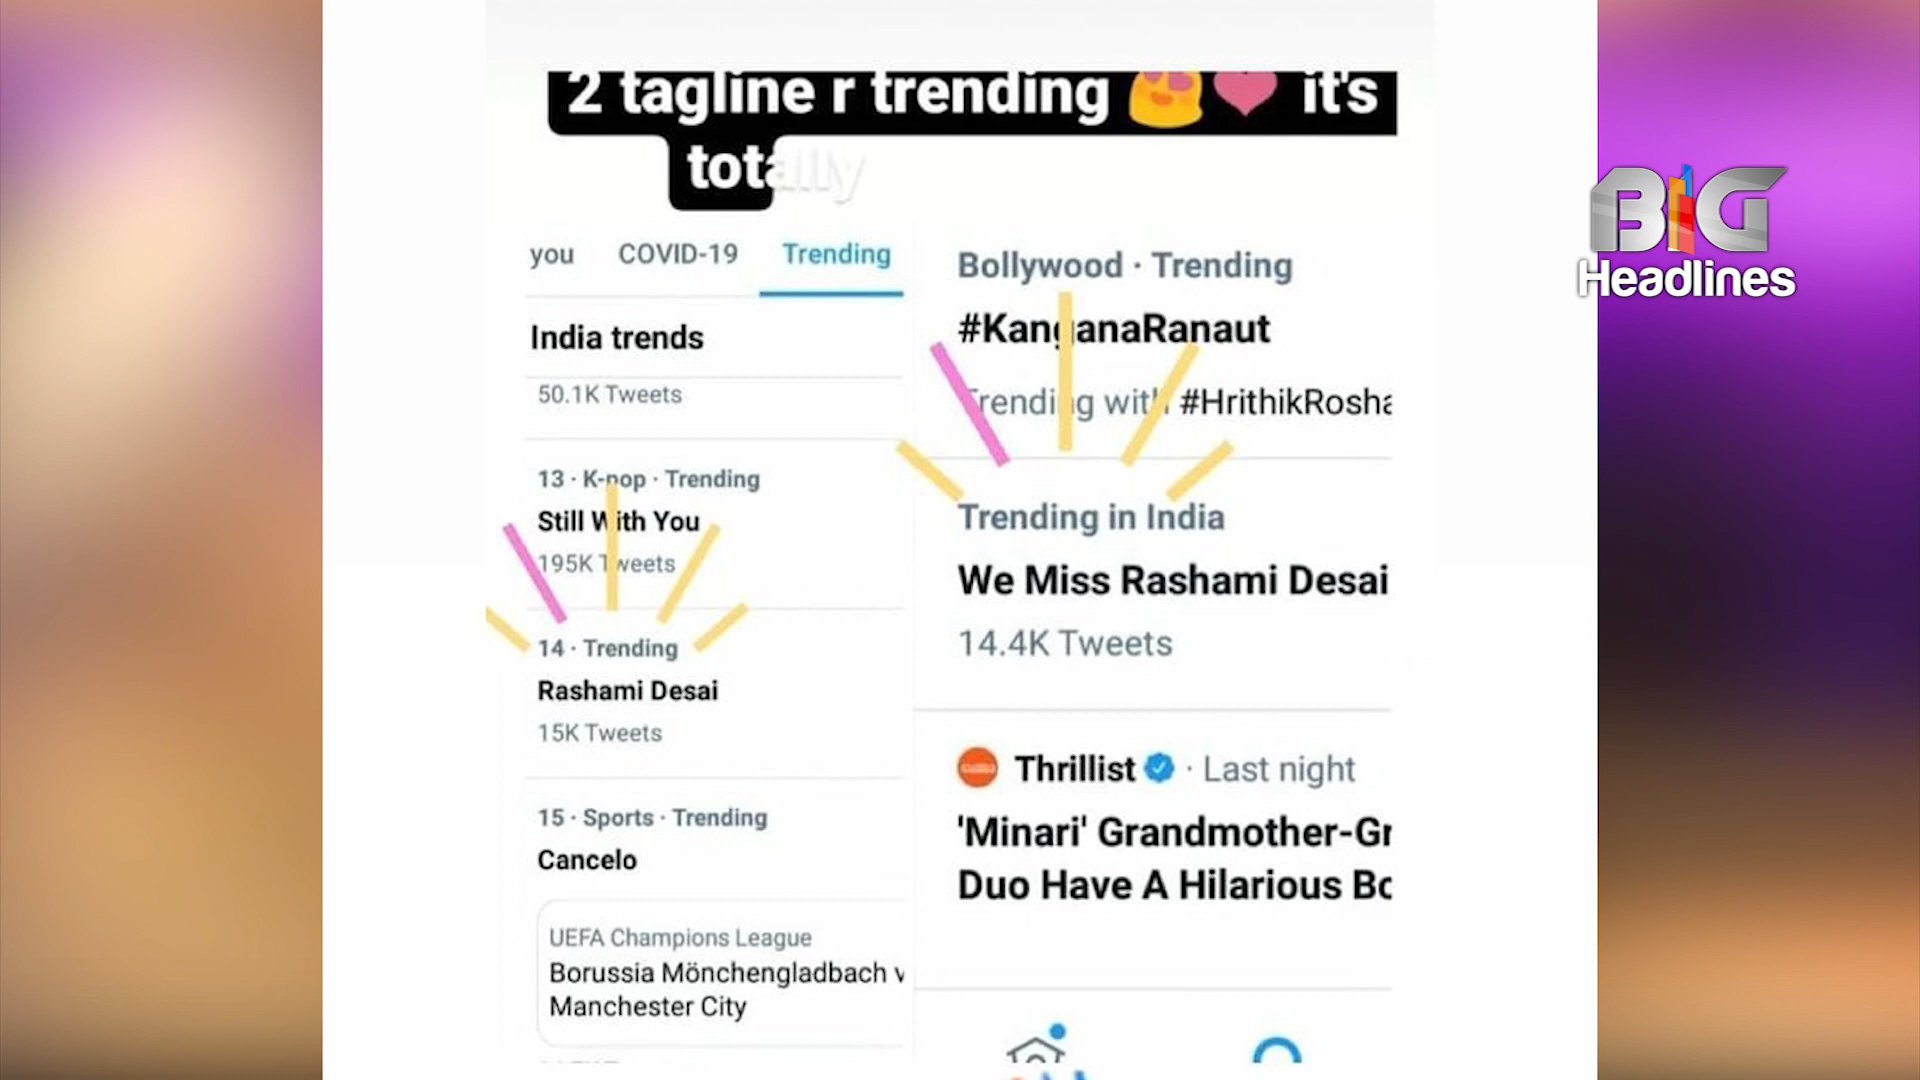 2 tagline r trending 😍❤ it's
totally
you COVID-19 Trending
India trends
50.1K Tweets
13 · K-pop · Trending
Still With You
195K Tweets
14 · Trending
Rashami Desai
15K Tweets
15 · Sports · Trending
Cancelo
UEFA Champions League
Borussia Mönchengladbach v
Manchester City
Bollywood · Trending
#KanganaRanaut
Trending with #HrithikRosha
Trending in India
We Miss Rashami Desai
14.4K Tweets
Thrillist · Last night
'Minari' Grandmother-Gr
Duo Have A Hilarious Bo
BIG
Headlines